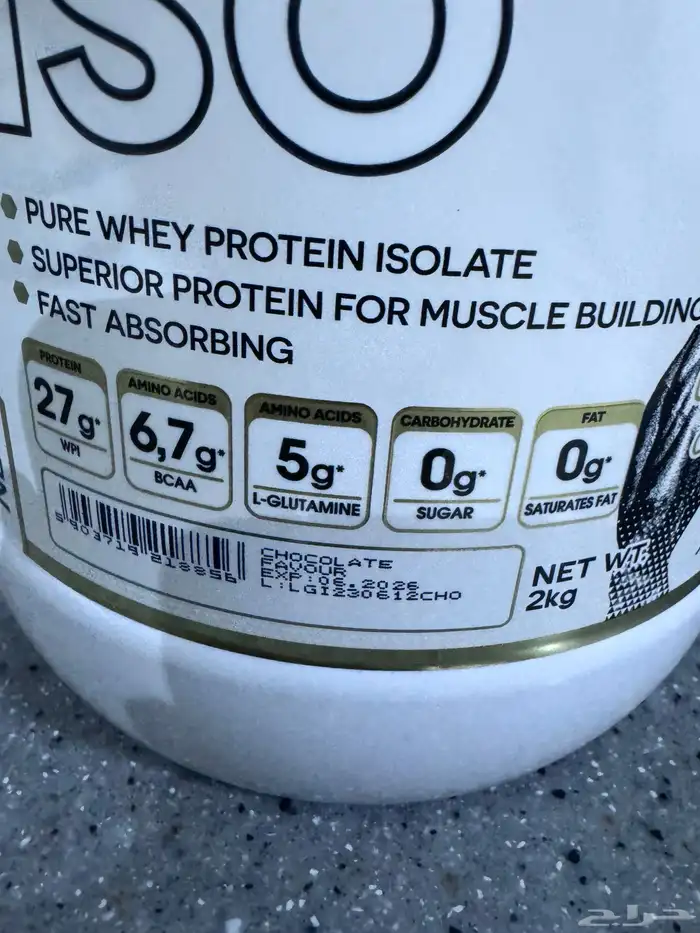 ISO
PURE WHEY PROTEIN ISOLATE
SUPERIOR PROTEIN FOR MUSCLE BUILDING
FAST ABSORBING
PROTEIN
27g*
WPI
AMINO ACIDS
6,7g*
BCAA
AMINO ACIDS
5g*
L-GLUTAMINE
CARBOHYDRATE
0g*
SUGAR
FAT
0g*
SATURATES FAT
5903719218856
CHOCOLATE
FAVOUR
EXP:06.2026
L:LGI230612CHO
NET WT.
2kg
حراج